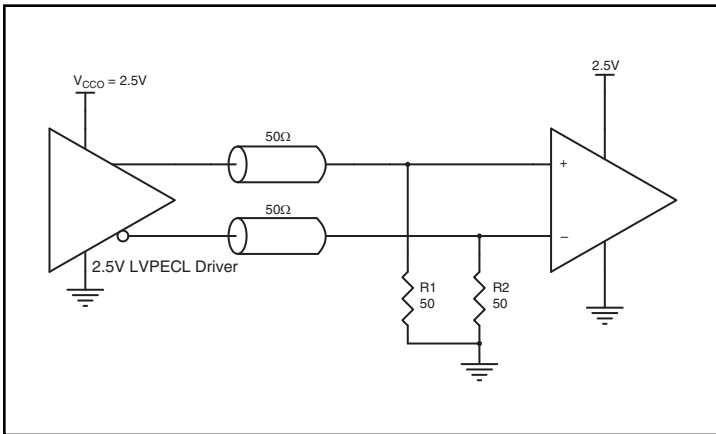 V_CCO = 2.5V
2.5V
50Ω
+
50Ω
−
2.5V LVPECL Driver
R1
50
R2
50